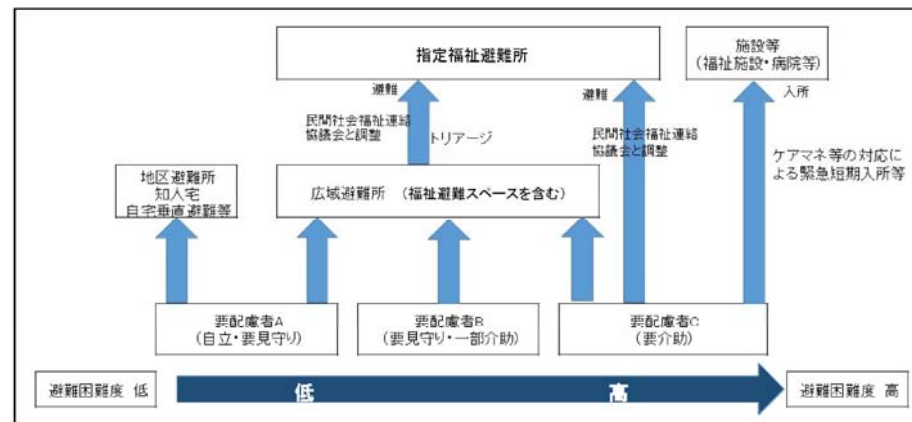 指定福祉避難所
施設等
(福祉施設・病院等)
避難
避難
入所
民間社会福祉連絡
協議会と調整
トリアージ
民間社会福祉連絡
協議会と調整
ケアマネ等の対応に
よる緊急短期入所等
地区避難所
知人宅
自宅垂直避難等
広域避難所 (福祉避難スペースを含む)
要配慮者A
(自立・要見守り)
要配慮者B
(要見守り・一部介助)
要配慮者C
(要介助)
避難困難度 低
低
高
避難困難度 高